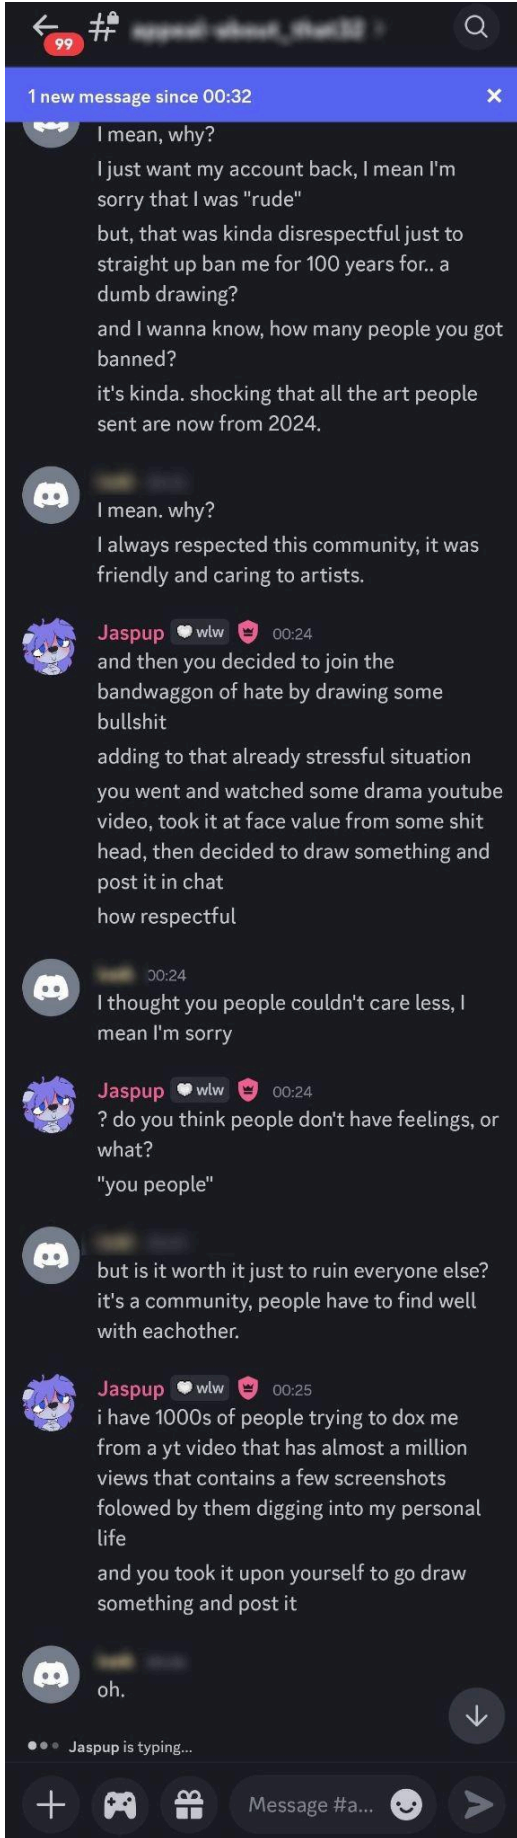 99
1 new message since 00:32
I mean, why?
I just want my account back, I mean I'm
sorry that I was "rude"
but, that was kinda disrespectful just to
straight up ban me for 100 years for.. a
dumb drawing?
and I wanna know, how many people you got
banned?
it's kinda. shocking that all the art people
sent are now from 2024.
I mean. why?
I always respected this community, it was
friendly and caring to artists.
Jaspup wlw 00:24
and then you decided to join the
bandwaggon of hate by drawing some
bullshit
adding to that already stressful situation
you went and watched some drama youtube
video, took it at face value from some shit
head, then decided to draw something and
post it in chat
how respectful
00:24
I thought you people couldn't care less, I
mean I'm sorry
Jaspup wlw 00:24
? do you think people don't have feelings, or
what?
"you people"
but is it worth it just to ruin everyone else?
it's a community, people have to find well
with eachother.
Jaspup wlw 00:25
i have 1000s of people trying to dox me
from a yt video that has almost a million
views that contains a few screenshots
folowed by them digging into my personal
life
and you took it upon yourself to go draw
something and post it
oh.
Jaspup is typing...
Message #a...